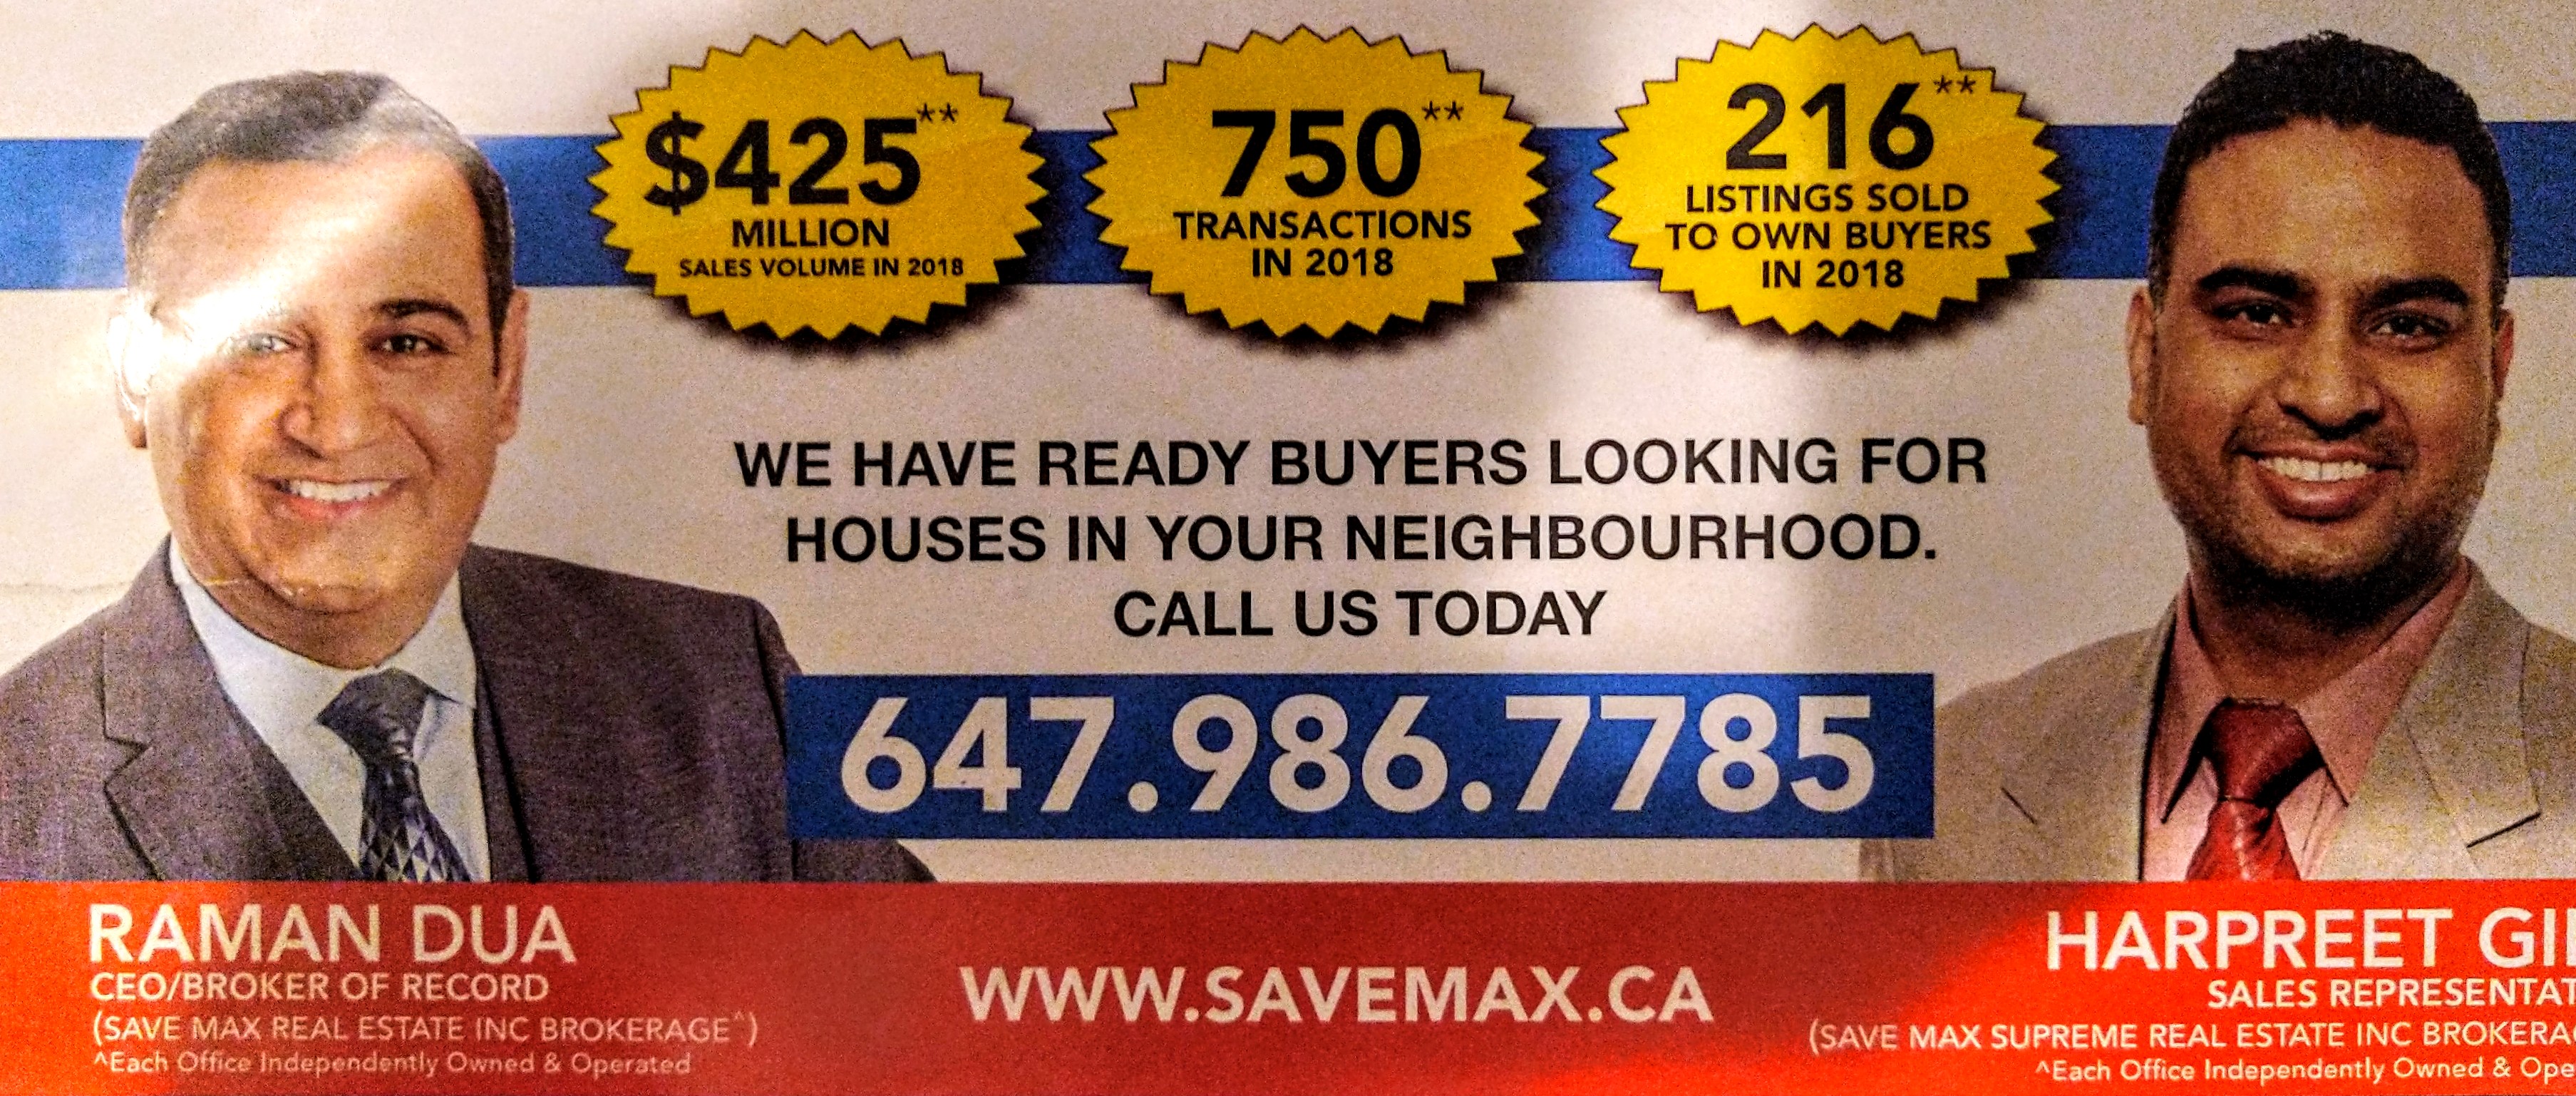 $425**
MILLION
SALES VOLUME IN 2018
750**
TRANSACTIONS
IN 2018
216**
LISTINGS SOLD
TO OWN BUYERS
IN 2018
WE HAVE READY BUYERS LOOKING FOR
HOUSES IN YOUR NEIGHBOURHOOD.
CALL US TODAY
647.986.7785
RAMAN DUA
CEO/BROKER OF RECORD
(SAVE MAX REAL ESTATE INC BROKERAGE^)
^Each Office Independently Owned & Operated
WWW.SAVEMAX.CA
HARPREET
SALES
(SAVE MAX SUPREME REAL ESTATE INC
^Each Office Independently Owned &